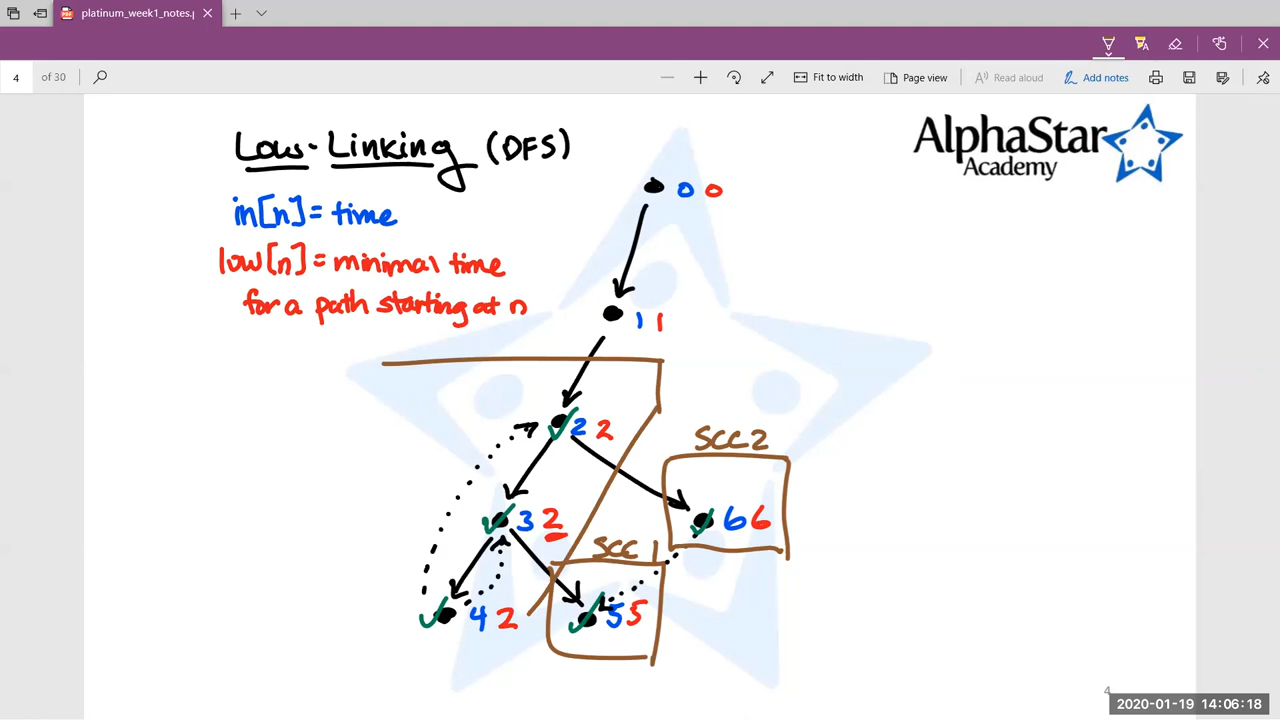 platinum_week1_notes.p
4 of 30
Fit to width
Page view
Read aloud
Add notes
Low-Linking (DFS)
AlphaStar
Academy
in[n] = time
low[n] = minimal time
for a path starting at n
0 0
1 1
2 2
SCC2
3 2
6 6
SCC 1
4 2
5 5
4
2020-01-19 14:06:18